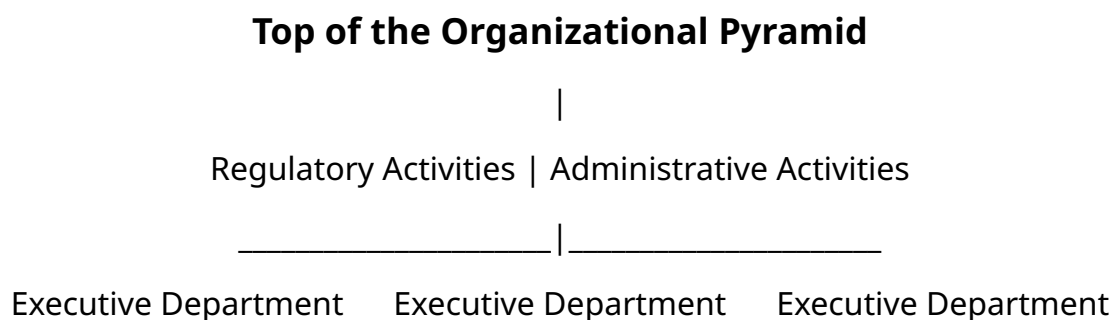 Top of the Organizational Pyramid
|
Regulatory Activities | Administrative Activities
______________________|______________________
Executive Department Executive Department Executive Department